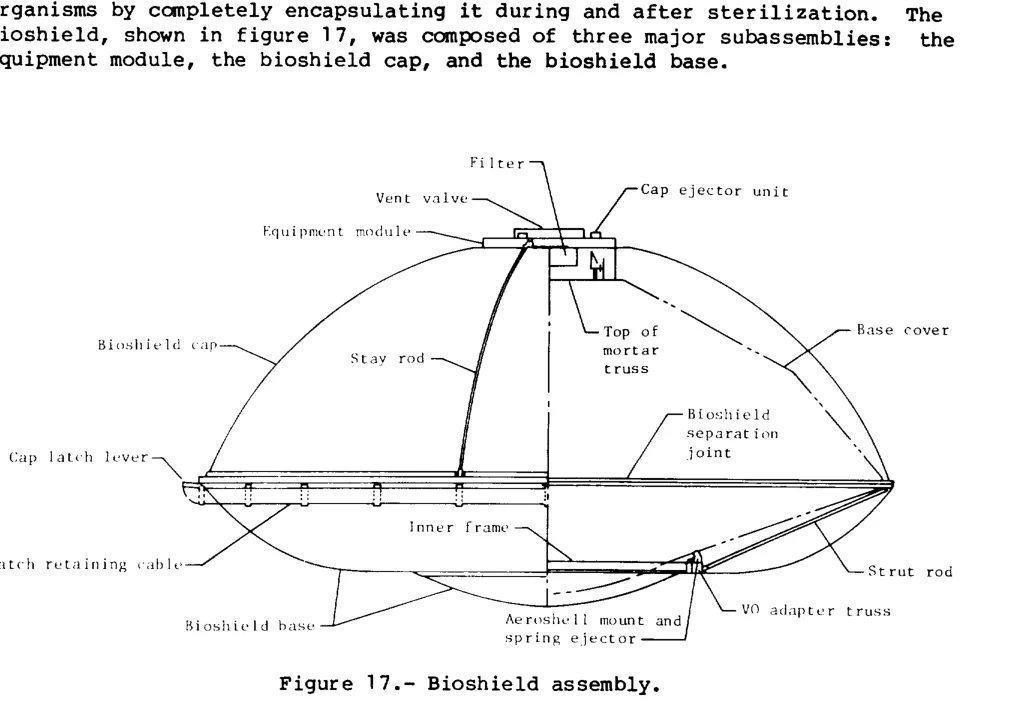 rganisms by completely encapsulating it during and after sterilization. The
ioshield, shown in figure 17, was composed of three major subassemblies: the
quipment module, the bioshield cap, and the bioshield base.
Filter
Cap ejector unit
Vent valve
Equipment module
Bioshield cap
Stay rod
Top of
mortar
truss
Base cover
Bioshield
separation
joint
Cap latch lever
Inner frame
atch retaining cable
Strut rod
VO adapter truss
Bioshield base
Aeroshell mount and
spring ejector
Figure 17.- Bioshield assembly.